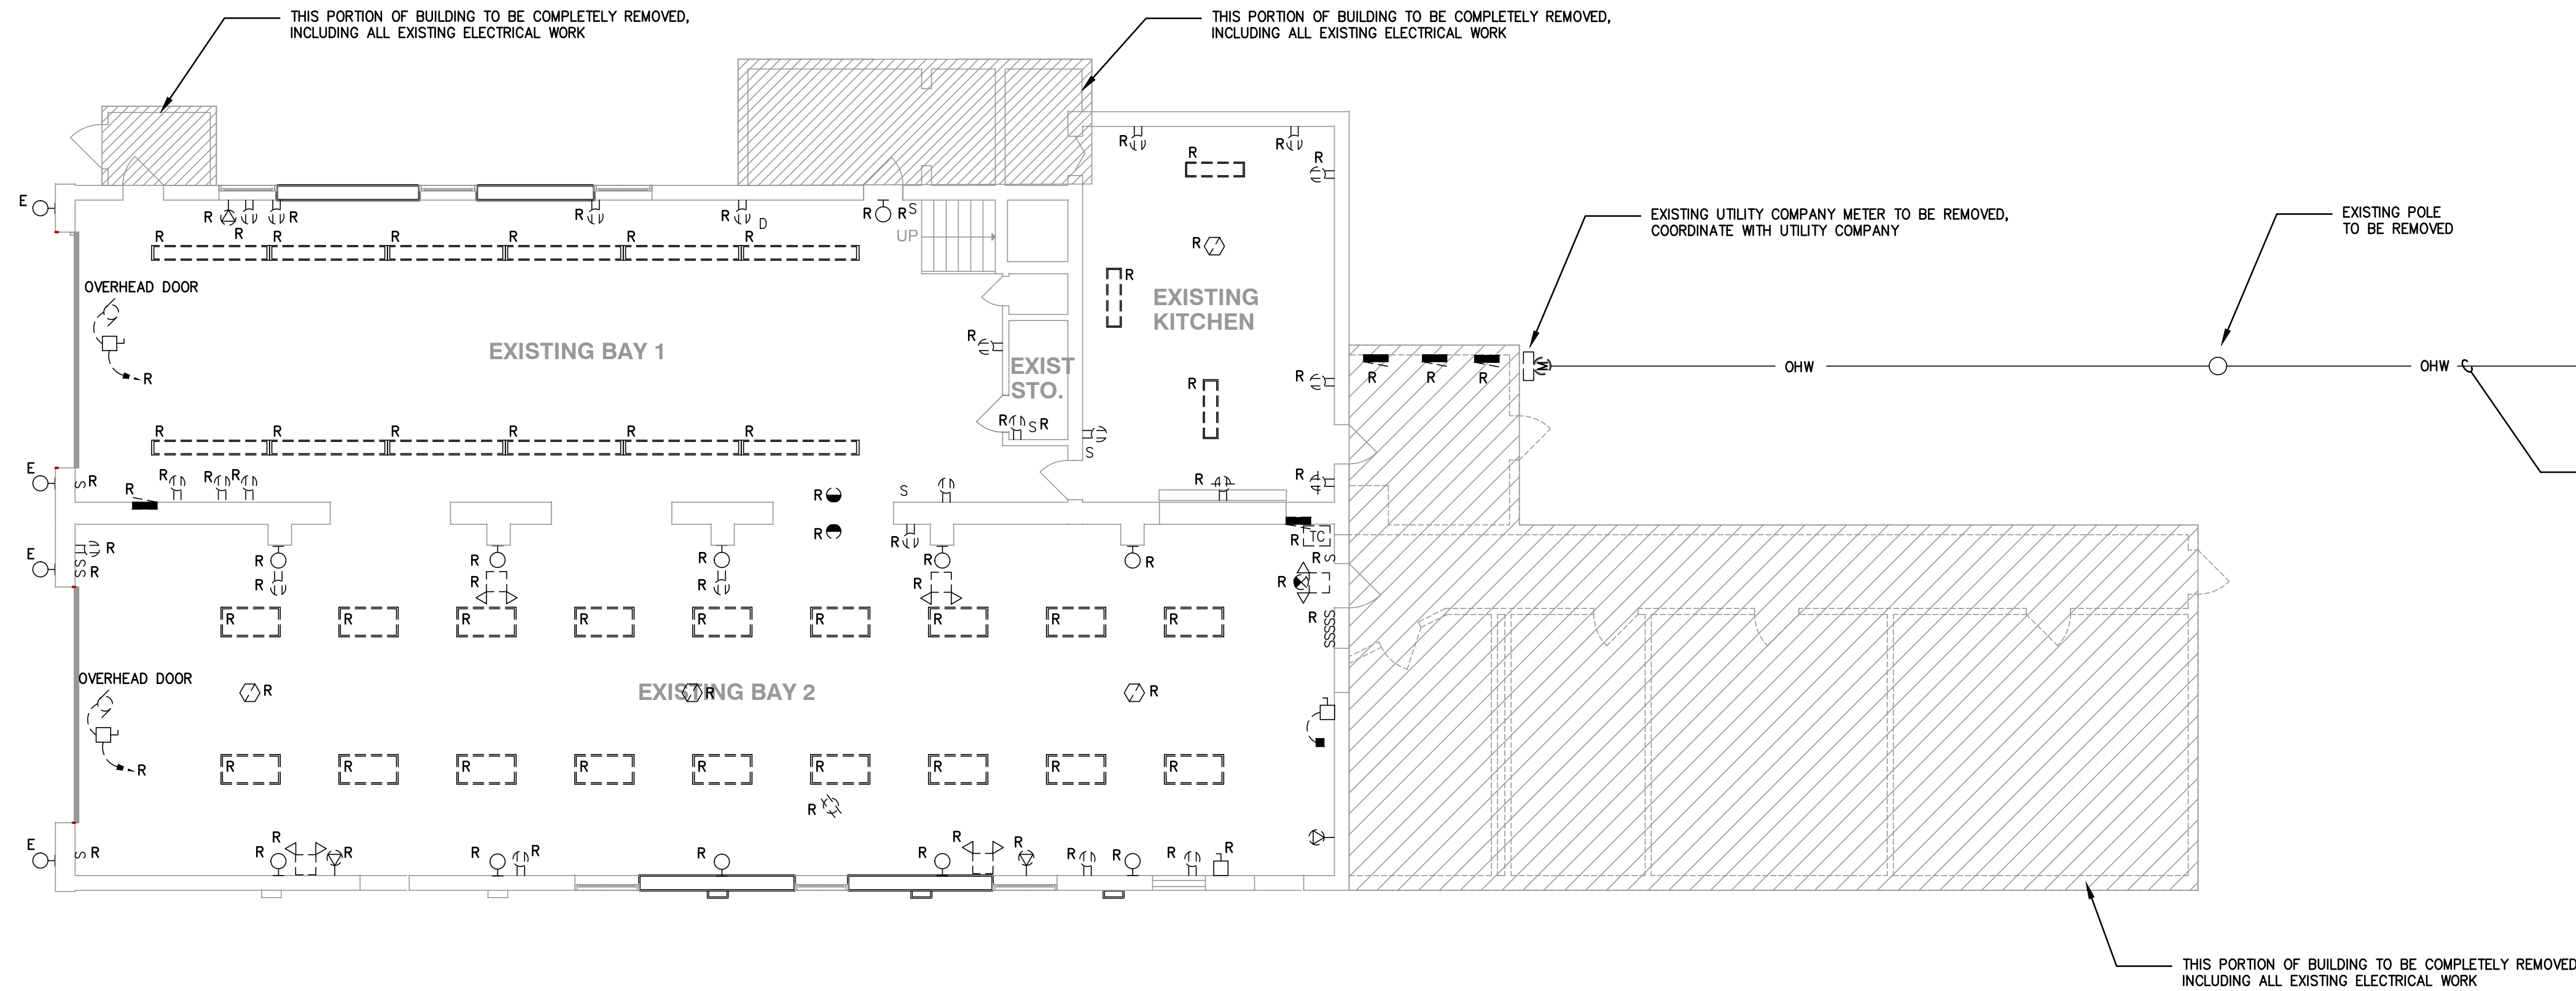 THIS PORTION OF BUILDING TO BE COMPLETELY REMOVED,
INCLUDING ALL EXISTING ELECTRICAL WORK
THIS PORTION OF BUILDING TO BE COMPLETELY REMOVED,
INCLUDING ALL EXISTING ELECTRICAL WORK
R R
R
R
E
R R R D R R S
R
R R R R R R
UP
R
R
EXISTING UTILITY COMPANY METER TO BE REMOVED,
COORDINATE WITH UTILITY COMPANY
EXISTING POLE
TO BE REMOVED
OVERHEAD DOOR
EXISTING
KITCHEN
R
EXISTING BAY 1
EXIST
STO.
R
R R R R
M
OHW OHW
R
R
R S R
S
R R R R R R
E
S R
R R R R
R
S
R
R
R
R
R
TC
E
R
S
S R
R R R R R
R R R R
R S
R
R
SSSSS
R R R R R R R R R
OVERHEAD DOOR
R
EXISTING BAY 2
R
R
R
R R R R R R R R R
R
E
S R
R R R
R R R
R R
R R
R R
THIS PORTION OF BUILDING TO BE COMPLETELY REMOVED
INCLUDING ALL EXISTING ELECTRICAL WORK